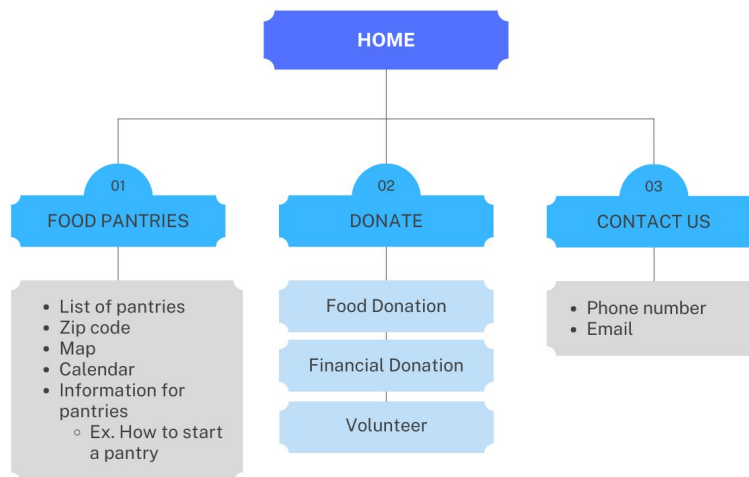 HOME
01
FOOD PANTRIES
• List of pantries
• Zip code
• Map
• Calendar
• Information for
pantries
◦ Ex. How to start
a pantry
02
DONATE
Food Donation
Financial Donation
Volunteer
03
CONTACT US
• Phone number
• Email